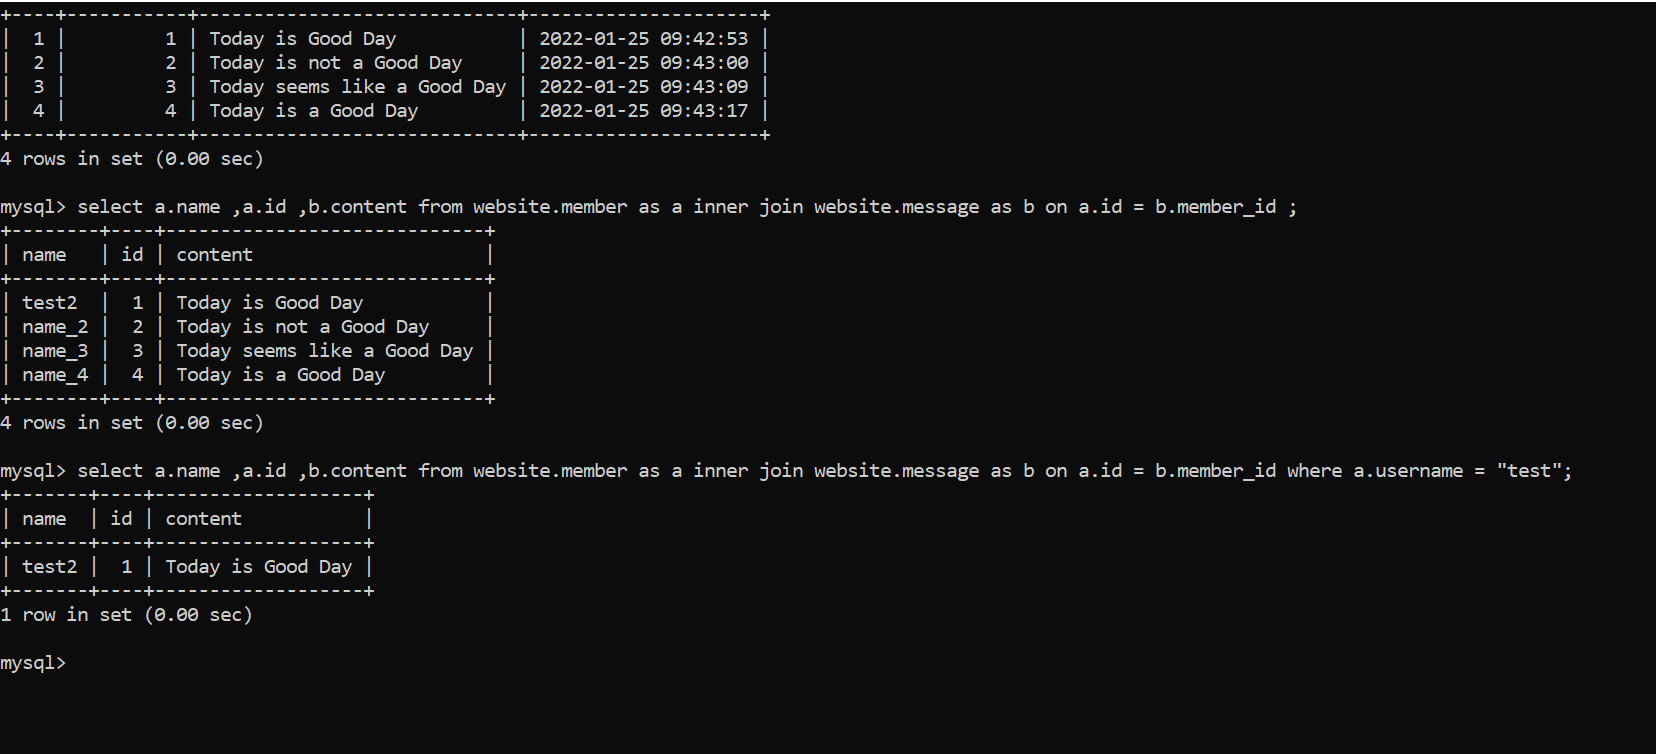 +----+-----------+-----------------------------+---------------------+
|  1 |         1 | Today is Good Day           | 2022-01-25 09:42:53 |
|  2 |         2 | Today is not a Good Day     | 2022-01-25 09:43:00 |
|  3 |         3 | Today seems like a Good Day | 2022-01-25 09:43:09 |
|  4 |         4 | Today is a Good Day         | 2022-01-25 09:43:17 |
+----+-----------+-----------------------------+---------------------+
4 rows in set (0.00 sec)

mysql> select a.name ,a.id ,b.content from website.member as a inner join website.message as b on a.id = b.member_id ;
+--------+----+-----------------------------+
| name   | id | content                     |
+--------+----+-----------------------------+
| test2  |  1 | Today is Good Day           |
| name_2 |  2 | Today is not a Good Day     |
| name_3 |  3 | Today seems like a Good Day |
| name_4 |  4 | Today is a Good Day         |
+--------+----+-----------------------------+
4 rows in set (0.00 sec)

mysql> select a.name ,a.id ,b.content from website.member as a inner join website.message as b on a.id = b.member_id where a.username = "test";
+-------+----+-------------------+
| name  | id | content           |
+-------+----+-------------------+
| test2 |  1 | Today is Good Day |
+-------+----+-------------------+
1 row in set (0.00 sec)

mysql>